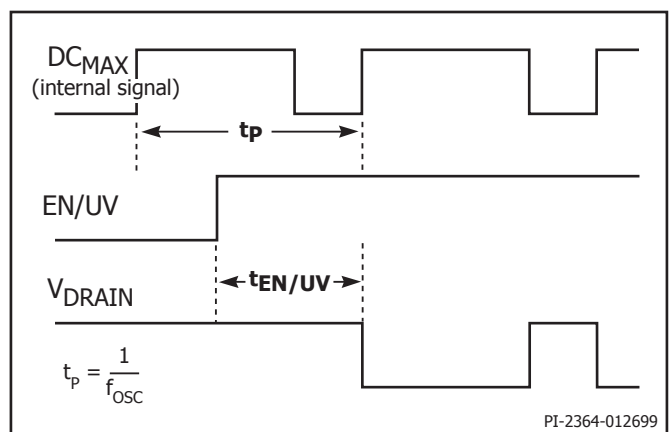 DCMAX
(internal signal)
tP
EN/UV
tEN/UV
VDRAIN
tP = 1/fOSC
PI-2364-012699